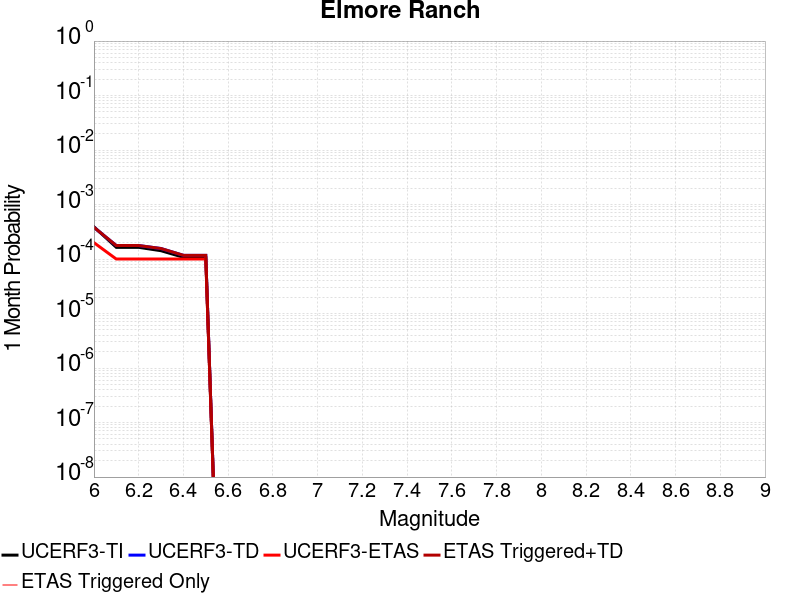 Elmore Ranch
1 Month Probability
10^0
10^-1
10^-2
10^-3
10^-4
10^-5
10^-6
10^-7
10^-8
6 6.2 6.4 6.6 6.8 7 7.2 7.4 7.6 7.8 8 8.2 8.4 8.6 8.8 9
Magnitude
UCERF3-TI UCERF3-TD UCERF3-ETAS ETAS Triggered+TD
ETAS Triggered Only